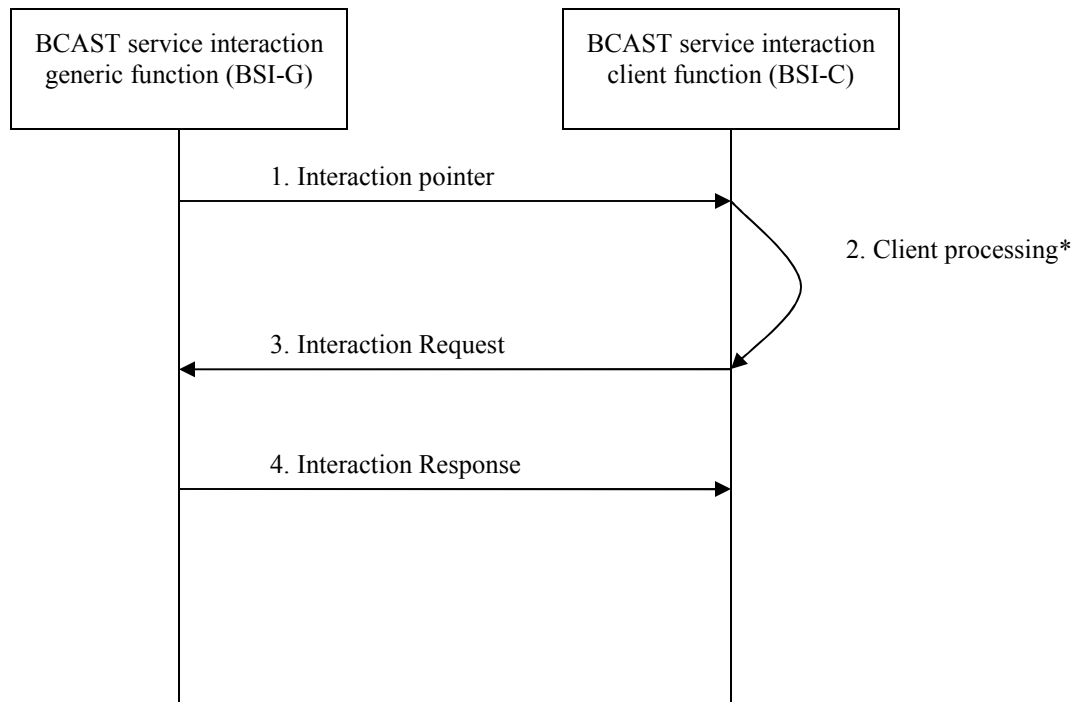 BCAST service interaction
generic function (BSI-G)
BCAST service interaction
client function (BSI-C)
1. Interaction pointer
2. Client processing*
3. Interaction Request
4. Interaction Response